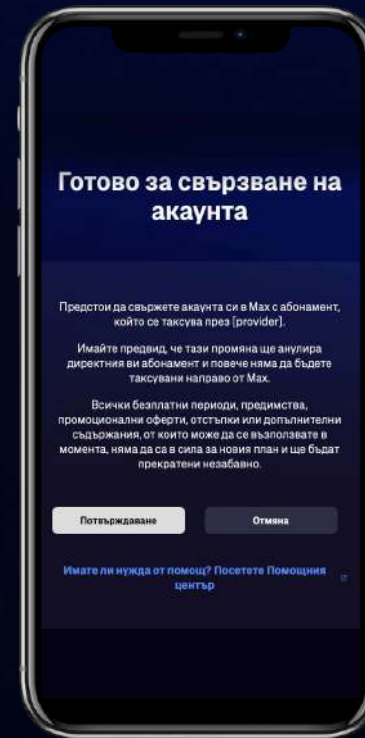 Готово за свързване на
акаунта
Предстои да свържете акаунта си в Max с абонамент,
който се таксува през [provider].
Имайте предвид, че тази промяна ще анулира
директния ви абонамент и повече няма да бъдете
таксувани направо от Max.
Всички безплатни периоди, предимства,
промоционални оферти, отстъпки или допълнителни
съдържания, от които може да се възползвате в
момента, няма да са в сила за новия план и ще бъдат
прекратени незабавно.
Потвърждаване
Отмяна
Имате ли нужда от помощ? Посетете Помощния
център